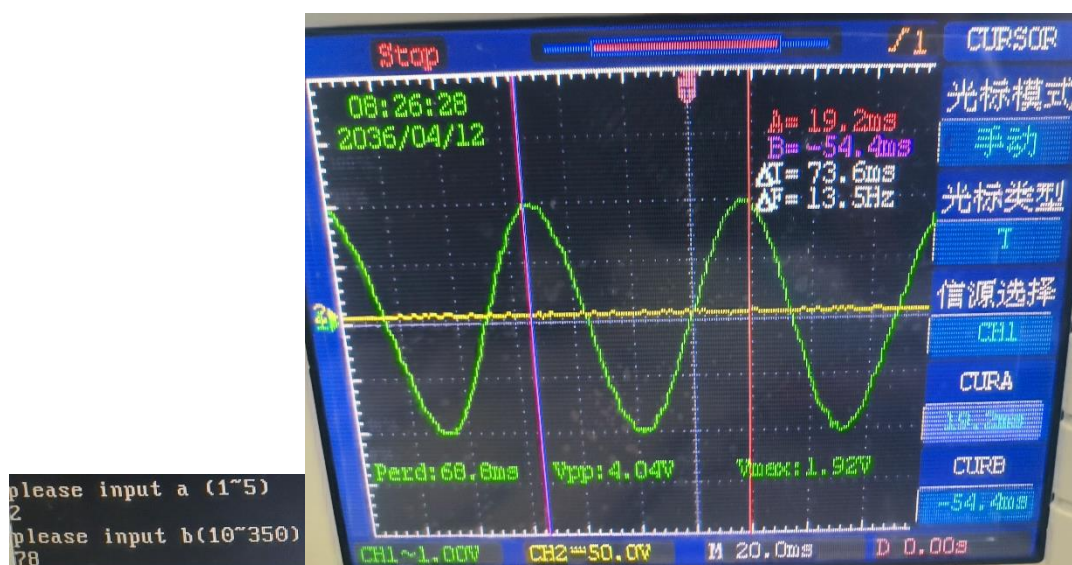 please input a (1~5)
2
please input b(10~350)
78
Stop
/1
CURSOR
08:26:28
2036/04/12
A= 19.2ms
B= -54.4ms
ΔT= 73.6ms
ΔF= 13.5Hz
光标模式
手动
光标类型
T
信源选择
CH1
CURA
19.2ms
CURB
-54.4ms
2
Perd:68.8ms
Vpp:4.04V
Vmax:1.92V
CH1~1.00V
CH2⎓50.0V
M 20.0ms
D 0.00s